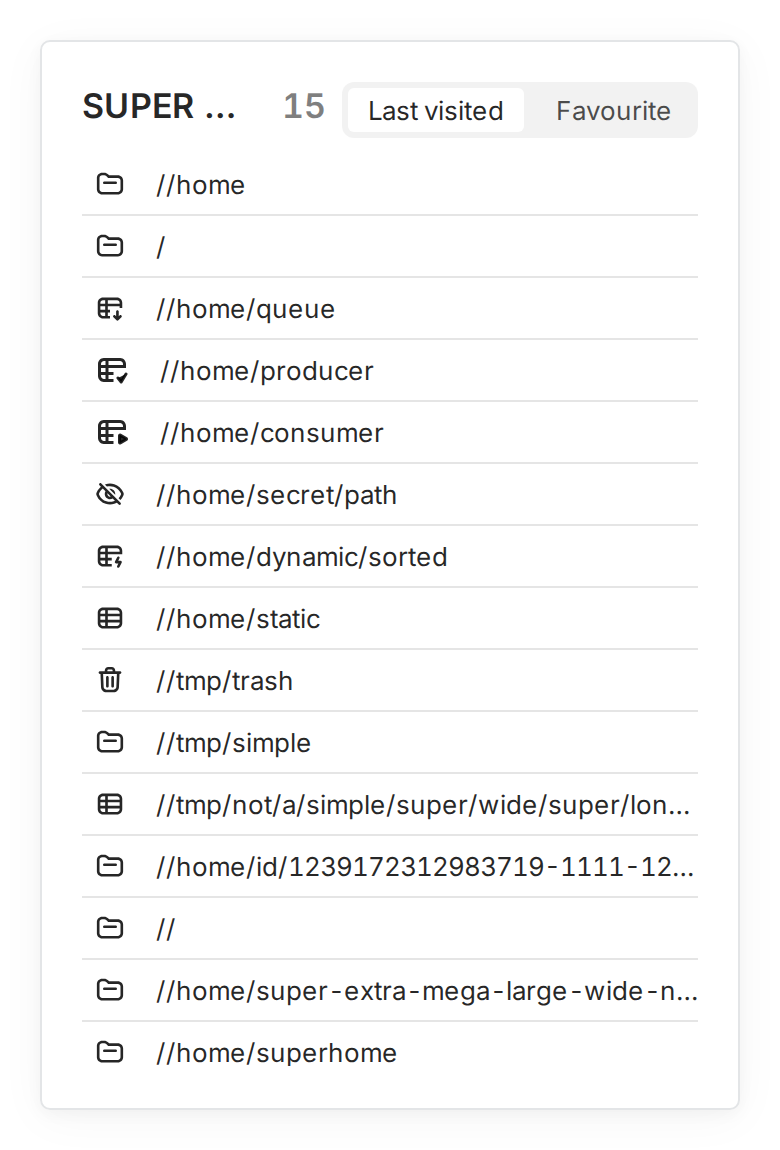 SUPER ... 15 Last visited Favourite
//home
/
//home/queue
//home/producer
//home/consumer
//home/secret/path
//home/dynamic/sorted
//home/static
//tmp/trash
//tmp/simple
//tmp/not/a/simple/super/wide/super/lon...
//home/id/1239172312983719-1111-12...
//
//home/super-extra-mega-large-wide-n...
//home/superhome